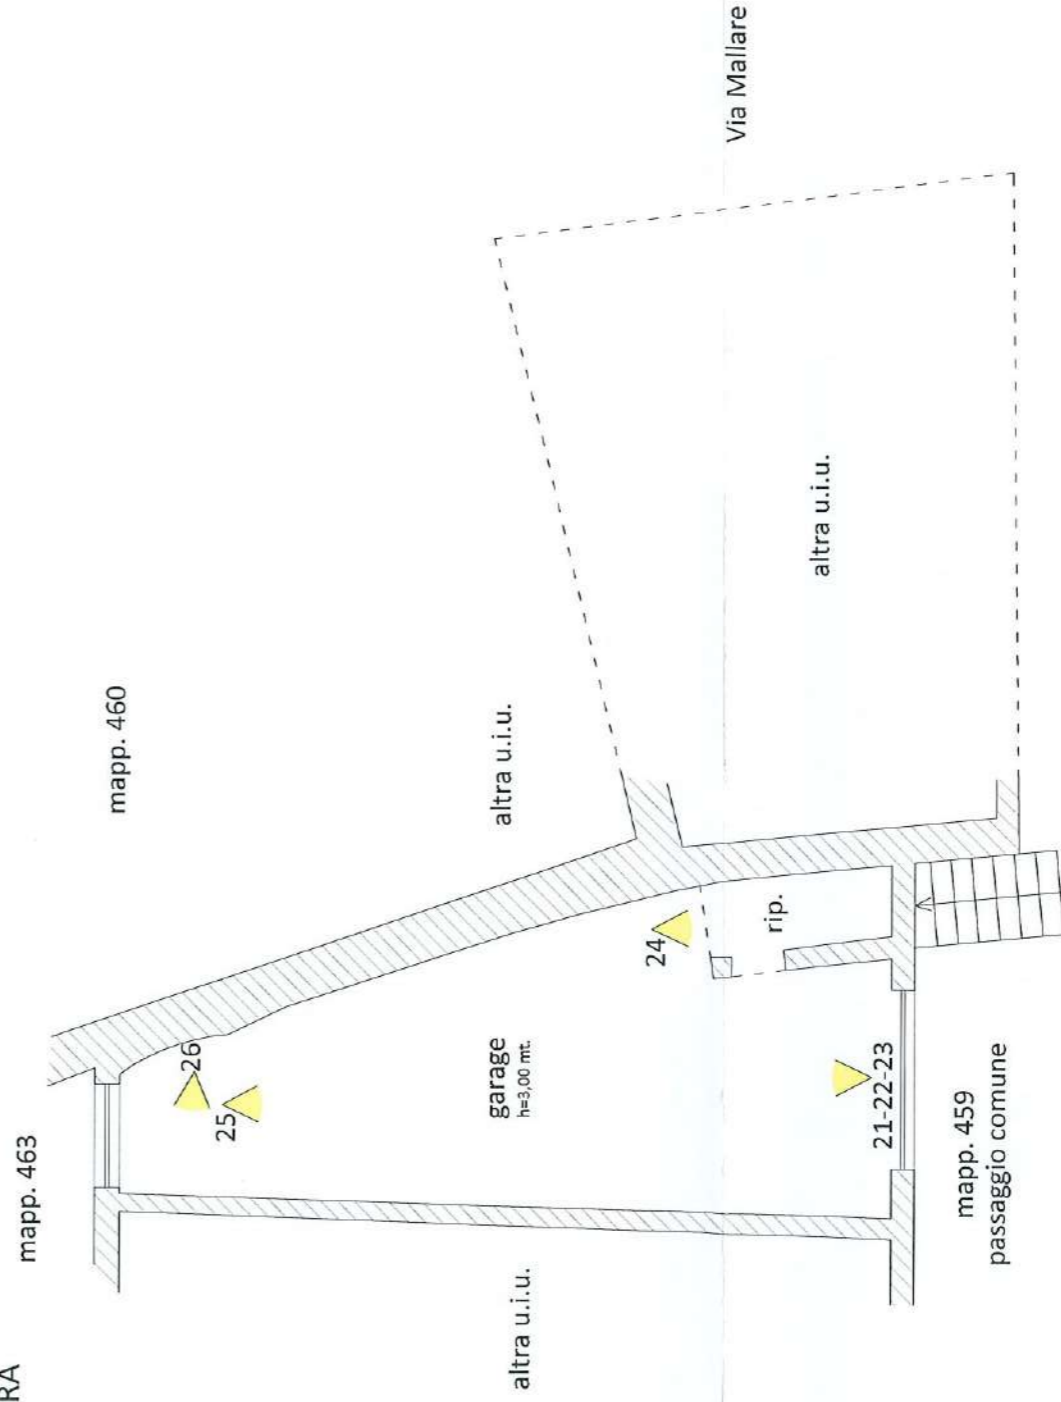 RA
mapp. 463
mapp. 460
26
25
garage
h=3,00 mt.
altra u.i.u.
altra u.i.u.
24
Via Mallare
rip.
altra u.i.u.
21-22-23
mapp. 459
passaggio comune